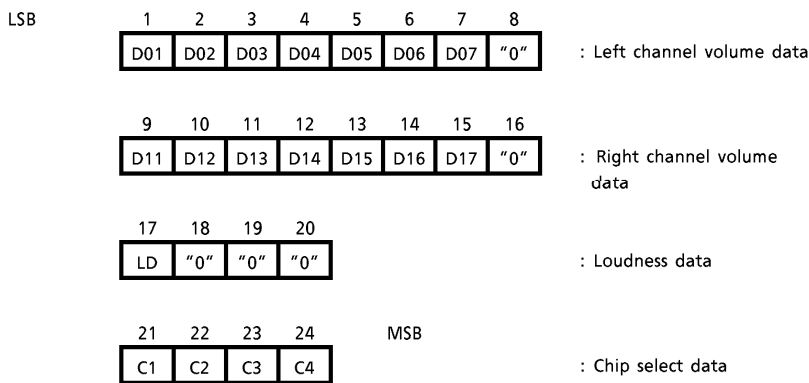 LSB 1 2 3 4 5 6 7 8
D01 D02 D03 D04 D05 D06 D07 "0" : Left channel volume data
9 10 11 12 13 14 15 16
D11 D12 D13 D14 D15 D16 D17 "0" : Right channel volume
data
17 18 19 20
LD "0" "0" "0" : Loudness data
21 22 23 24 MSB
C1 C2 C3 C4 : Chip select data